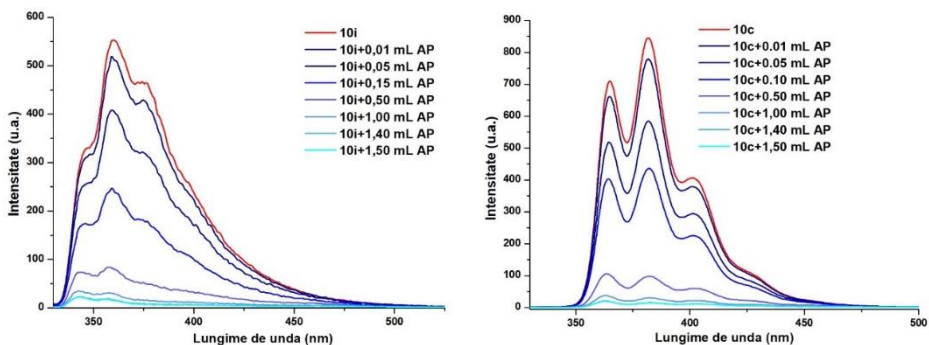 600
500
400
300
200
100
0
Intensitate (u.a.)
350
400
450
500
Lungime de unda (nm)
10i
10i+0,01 mL AP
10i+0,05 mL AP
10i+0,15 mL AP
10i+0,50 mL AP
10i+1,00 mL AP
10i+1,40 mL AP
10i+1,50 mL AP
900
800
700
600
500
400
300
200
100
0
Intensitate (u.a.)
350
400
450
500
Lungime de unda (nm)
10c
10c+0.01 mL AP
10c+0.05 mL AP
10c+0.10 mL AP
10c+0.50 mL AP
10c+1,00 mL AP
10c+1,40 mL AP
10c+1,50 mL AP